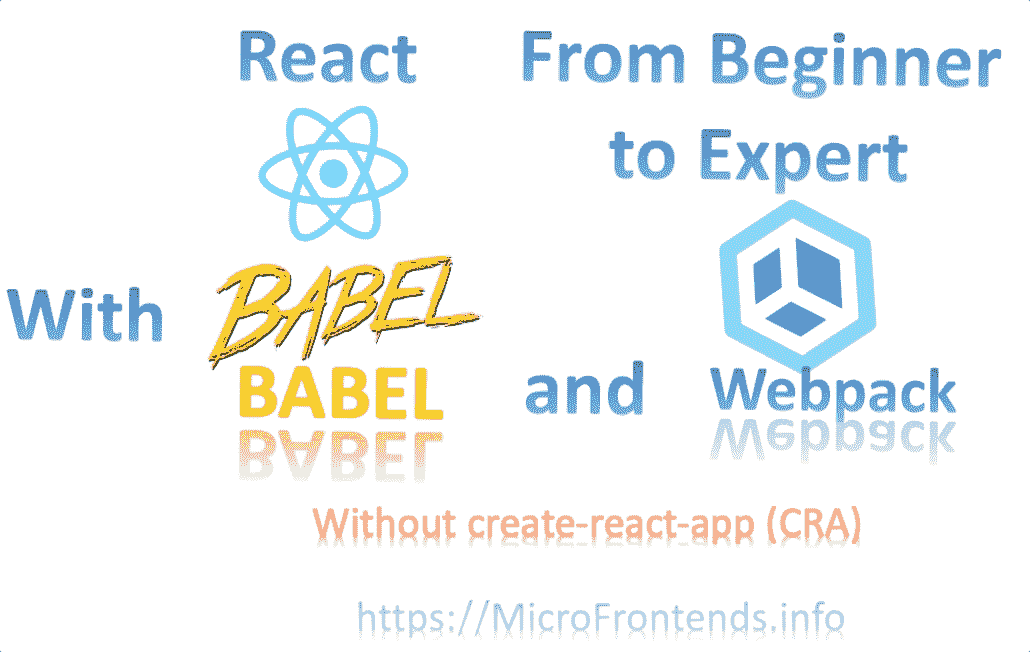 React From Beginner
to Expert
BABEL
With
BABEL and Webpack
Without create-react-app (CRA)
https://MicroFrontends.info